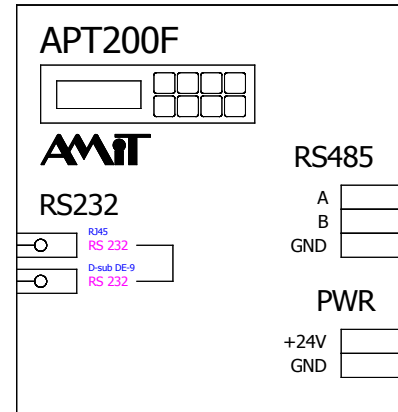 APT200F
AMiT
RS485
A
B
GND
RS232
RJ45
RS 232
D-sub DE-9
RS 232
PWR
+24V
GND